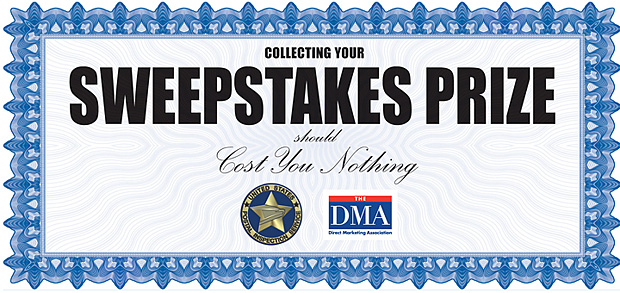 COLLECTING YOUR
SWEEPSTAKES PRIZE
should
Cost You Nothing
UNITED STATES
POSTAL INSPECTION SERVICE
THE
DMA
Direct Marketing Association